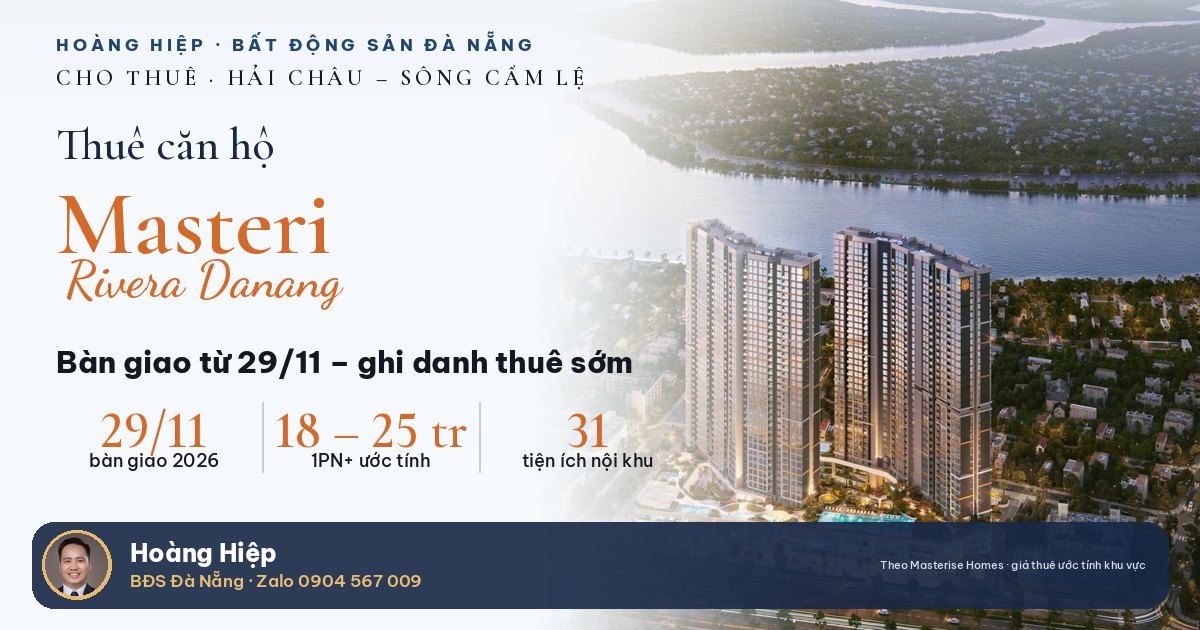 HOÀNG HIỆP · BẤT ĐỘNG SẢN ĐÀ NẴNG
CHO THUÊ · HẢI CHÂU – SÔNG CẨM LỆ
Thuê căn hộ
Masteri
Rivera Danang
Bàn giao từ 29/11 – ghi danh thuê sớm
29/11
bàn giao 2026
18 – 25 tr
1PN+ ước tính
31
tiện ích nội khu
Hoàng Hiệp
BĐS Đà Nẵng · Zalo 0904 567 009
Theo Masterise Homes · giá thuê ước tính khu vực